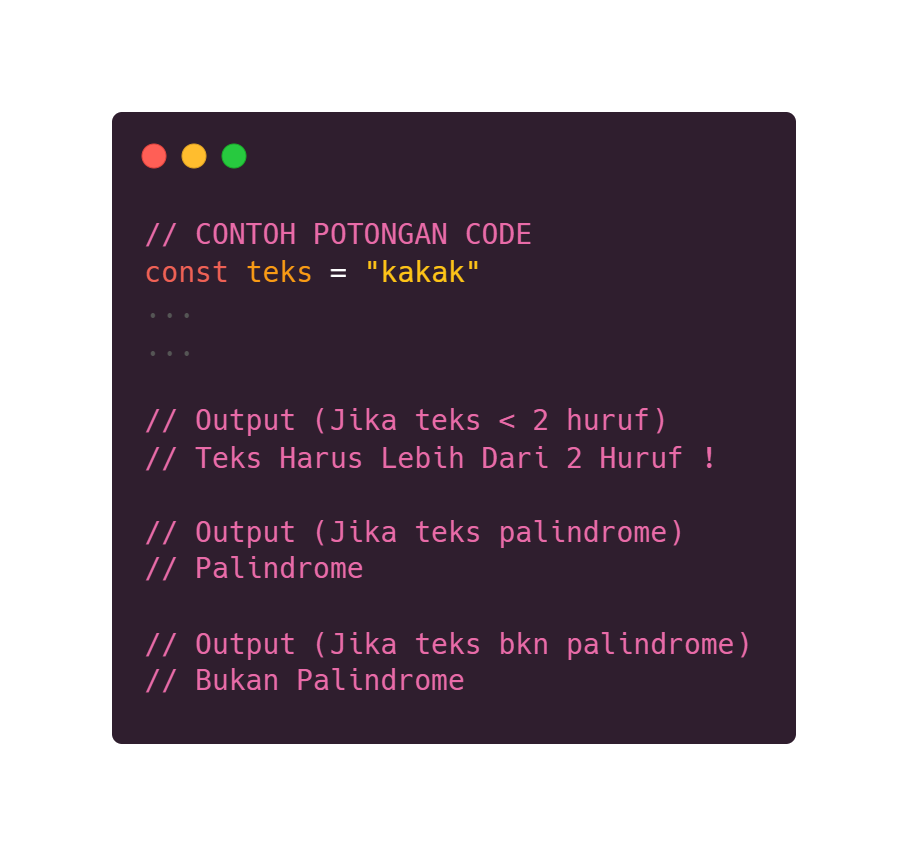 // CONTOH POTONGAN CODE
const teks = "kakak"
...
...
// Output (Jika teks < 2 huruf)
// Teks Harus Lebih Dari 2 Huruf !
// Output (Jika teks palindrome)
// Palindrome
// Output (Jika teks bkn palindrome)
// Bukan Palindrome